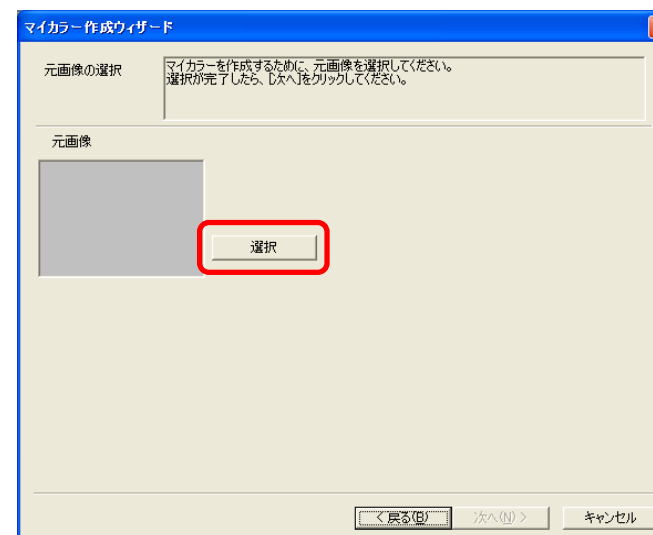 マイカラー作成ウィザード
元画像の選択
マイカラーを作成するために、元画像を選択してください。
選択が完了したら、[次へ]をクリックしてください。
元画像
選択
< 戻る(B)
次へ(N) >
キャンセル